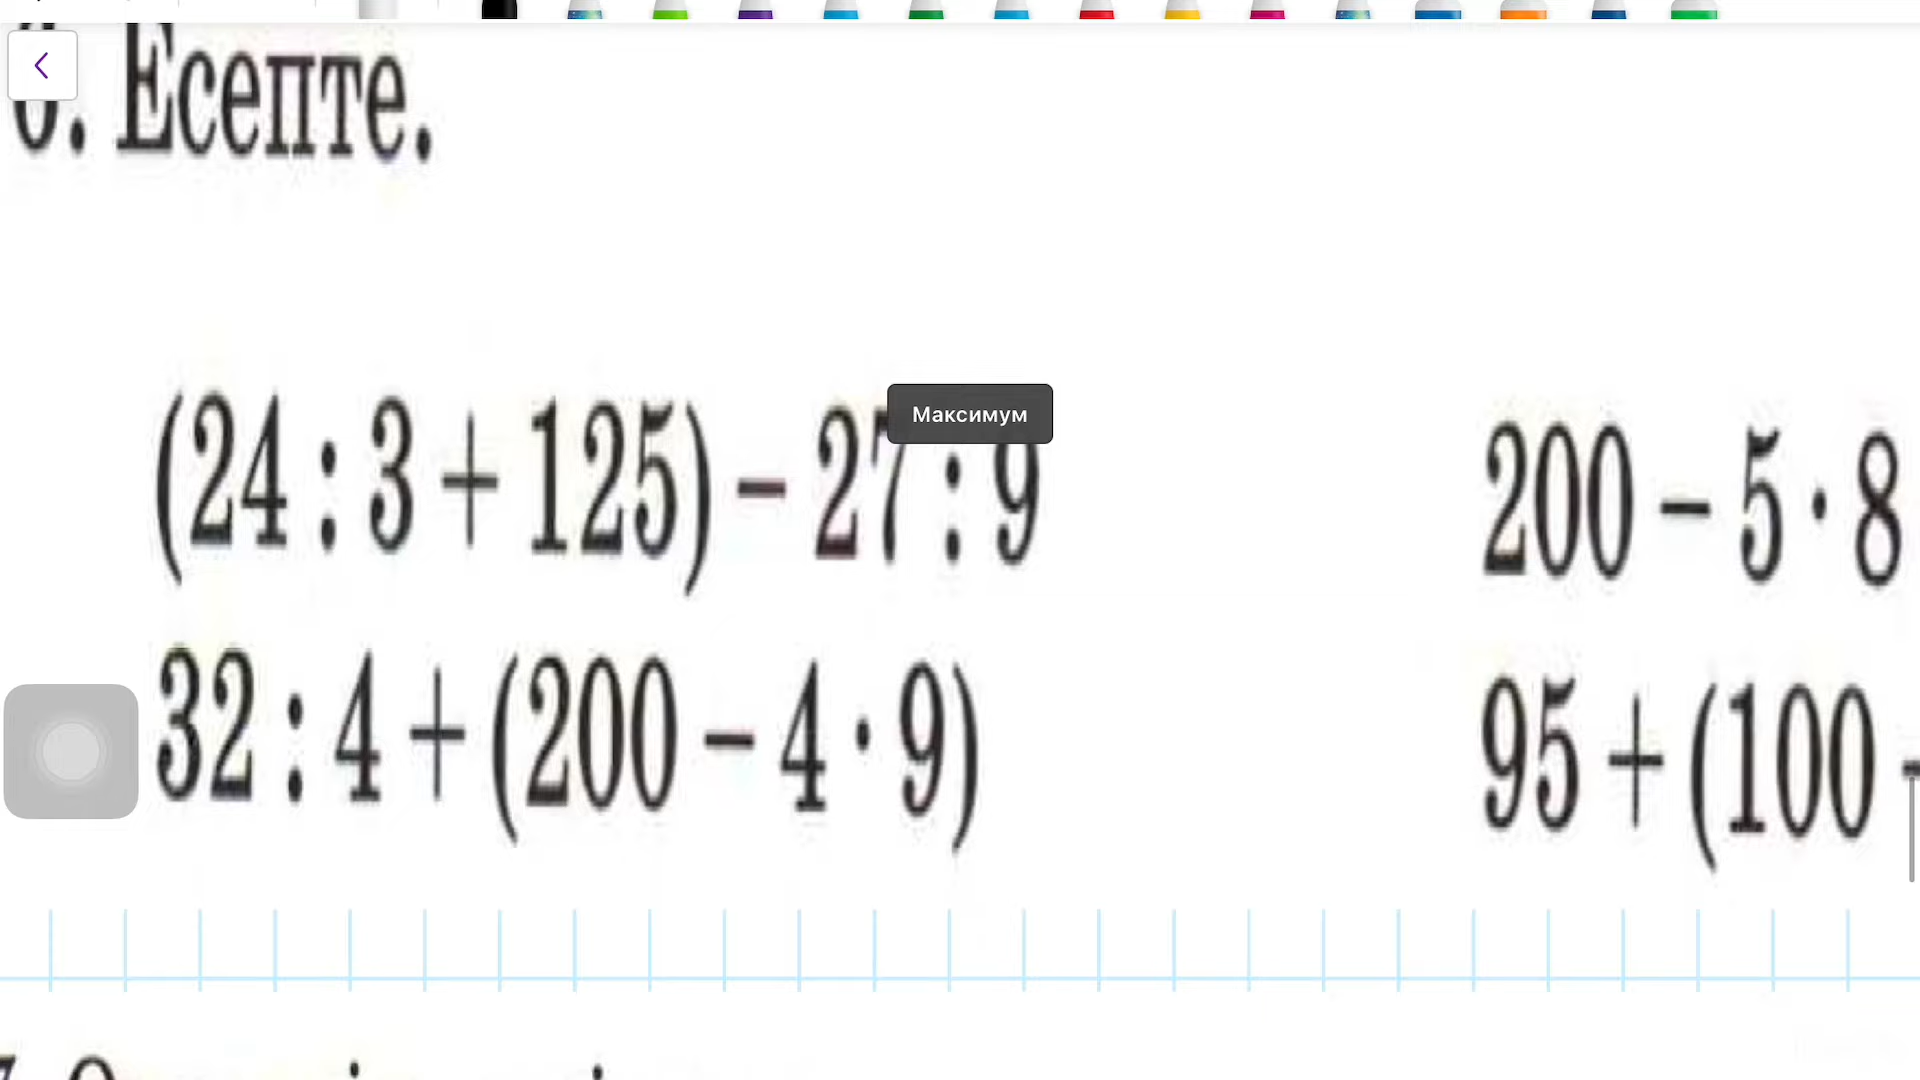 6. Есепте.
Максимум
(24 : 3 + 125) – 27 : 9
200 – 5 · 8
32 : 4 + (200 – 4 · 9)
95 + (100 -